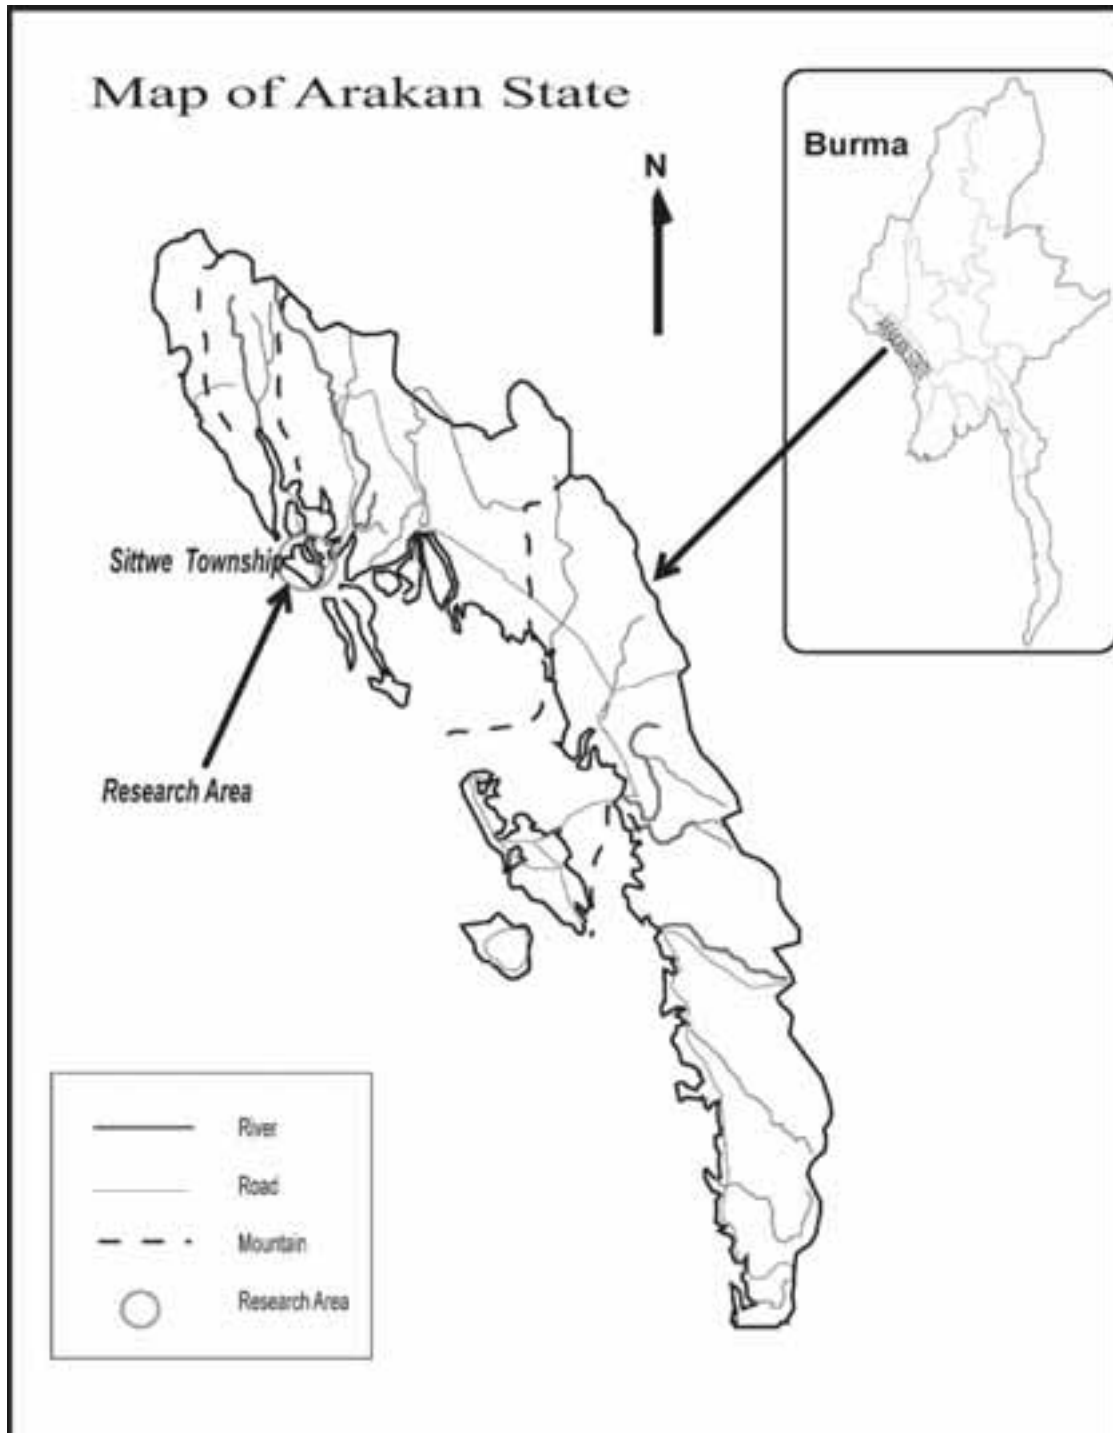 Map of Arakan State
Burma
N
Sittwe Township
Research Area
River
Road
Mountain
Research Area